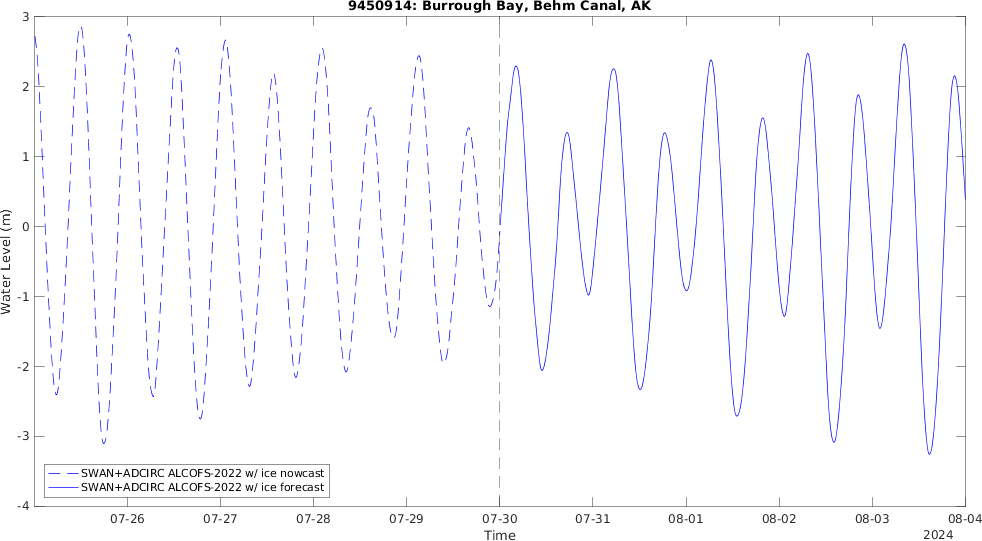 9450914: Burrough Bay, Behm Canal, AK
3
2
1
0
-1
-2
-3
-4
Water Level (m)
SWAN+ADCIRC ALCOFS-2022 w/ ice nowcast
SWAN+ADCIRC ALCOFS-2022 w/ ice forecast
07-26 07-27 07-28 07-29 07-30 07-31 08-01 08-02 08-03 08-04
Time
2024